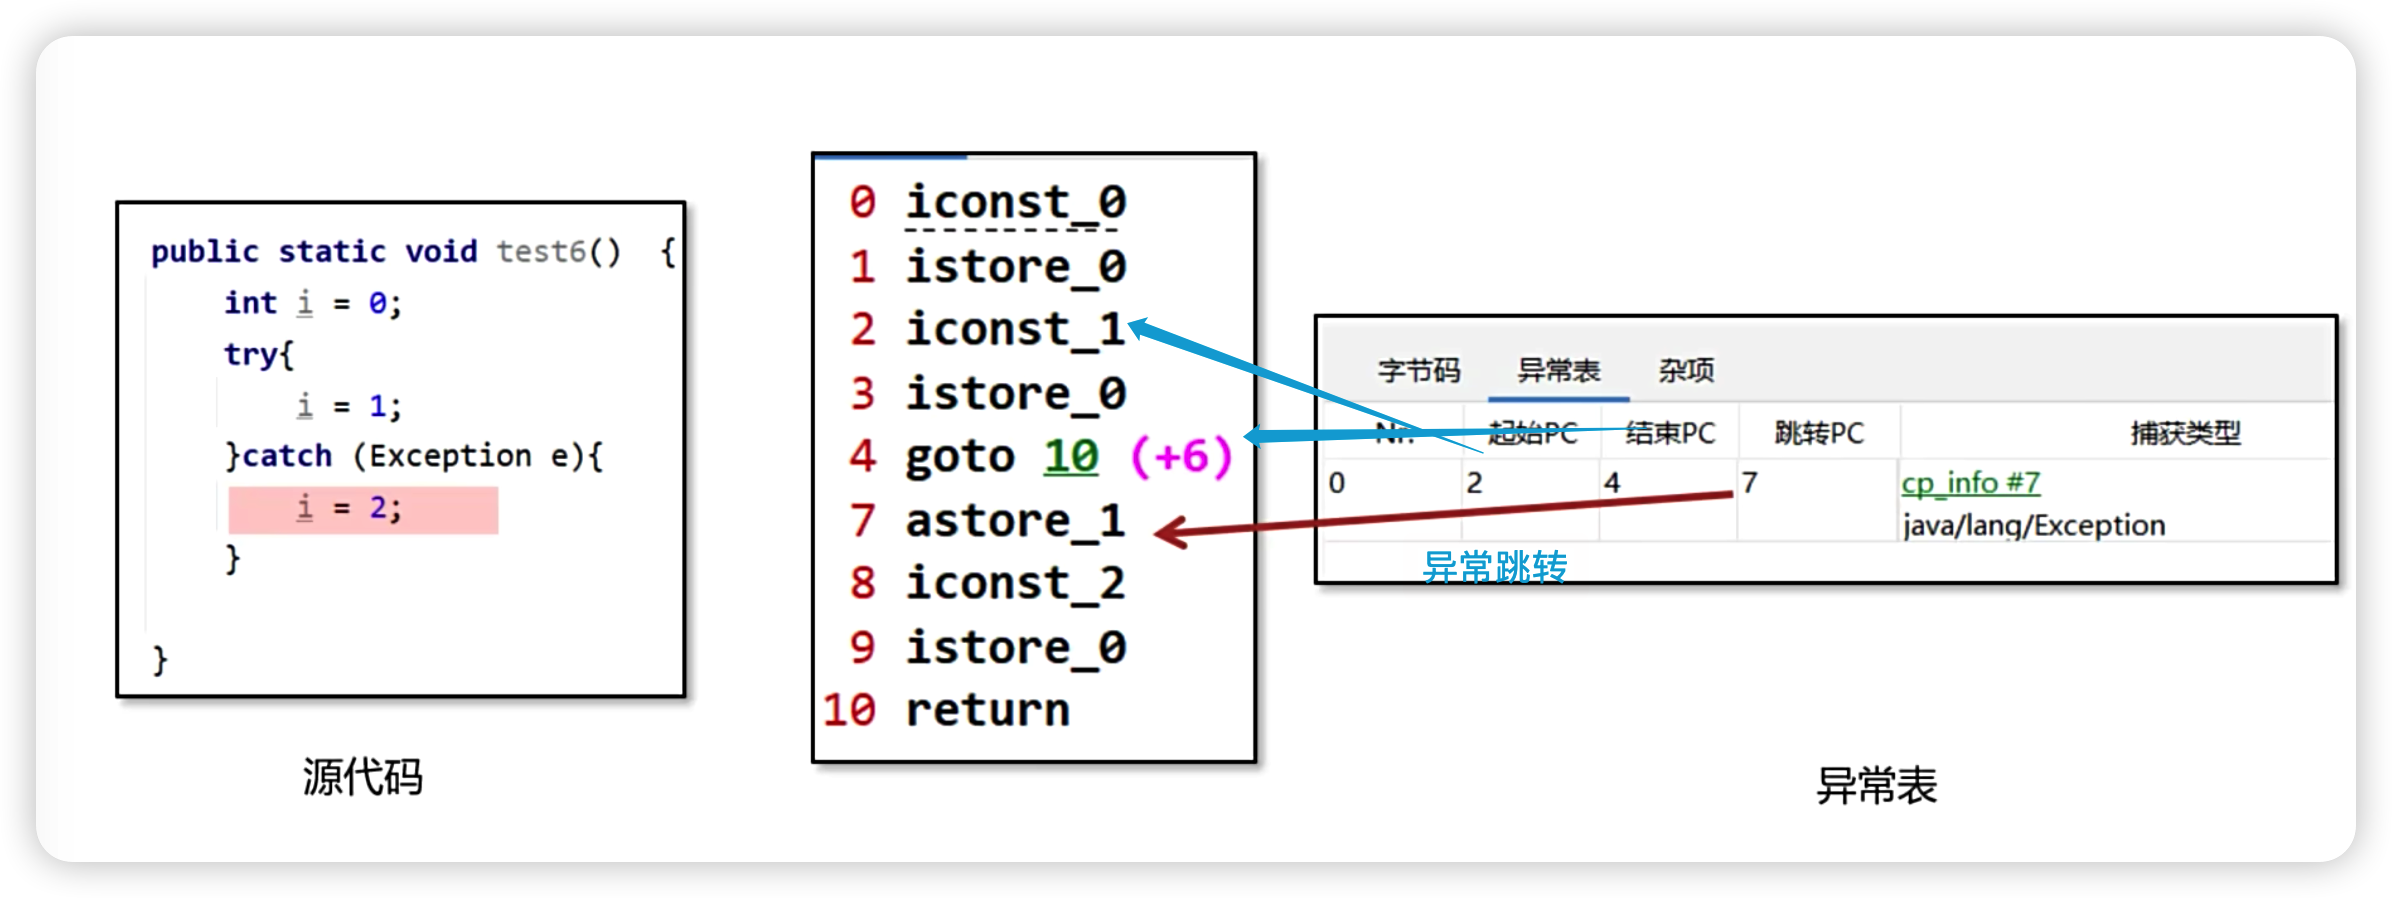 public static void test6() {
int i = 0;
try{
i = 1;
}catch (Exception e){
i = 2;
}
}
源代码
0 iconst_0
1 istore_0
2 iconst_1
3 istore_0
4 goto 10 (+6)
7 astore_1
8 iconst_2
9 istore_0
10 return
字节码 异常表 杂项
Nr. 起始PC 结束PC 跳转PC 捕获类型
0 2 4 7 cp_info #7
java/lang/Exception
异常跳转
异常表